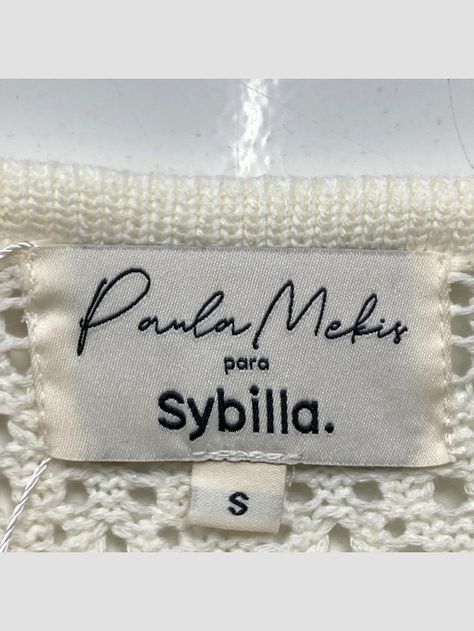 Paula Mekis
para
sybilla.
S